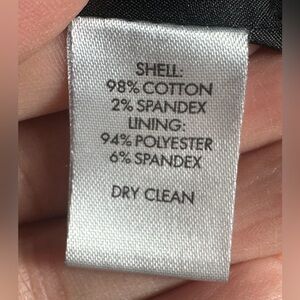 SHELL:
98% COTTON
2% SPANDEX
LINING:
94% POLYESTER
6% SPANDEX
DRY CLEAN